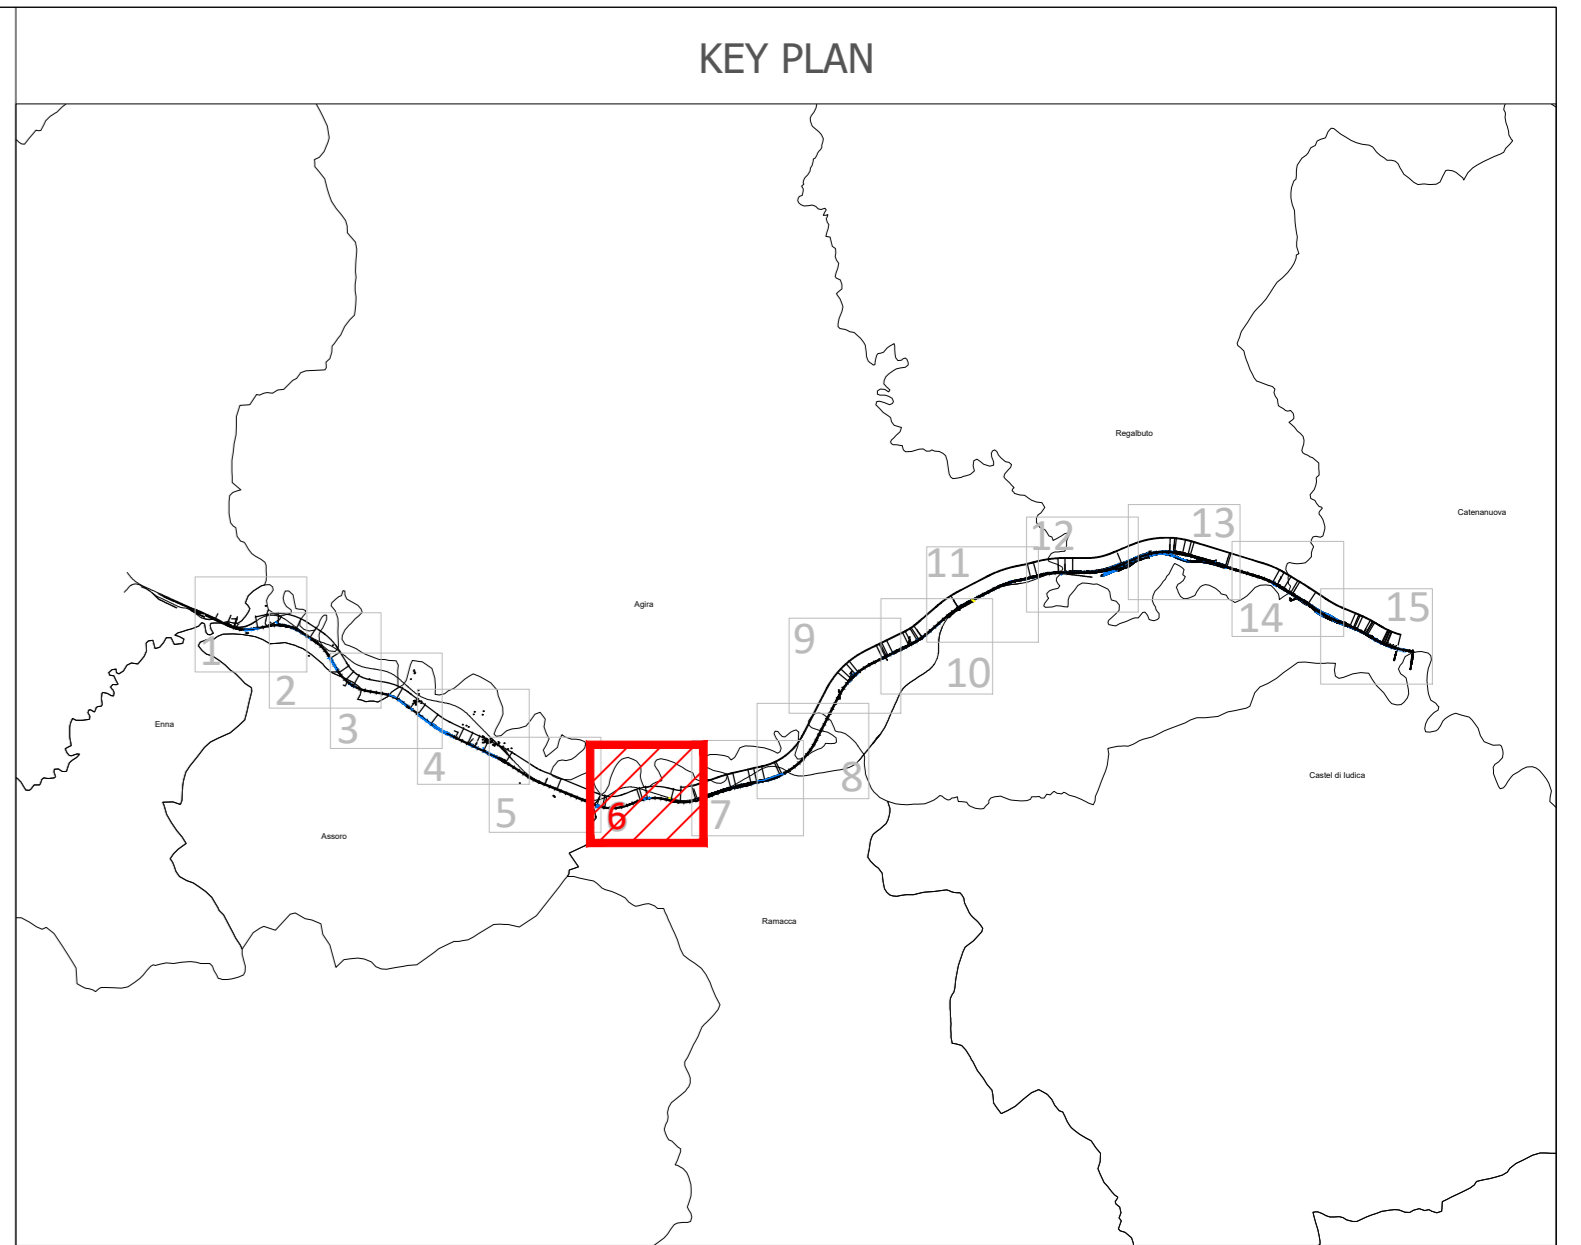 KEY PLAN
Regalbuto
Catenanuova
13
12
11
15
Agira
14
9
1
10
2
Enna
3
4
8
Castel di Iudica
5
6
7
Assoro
Ramacca